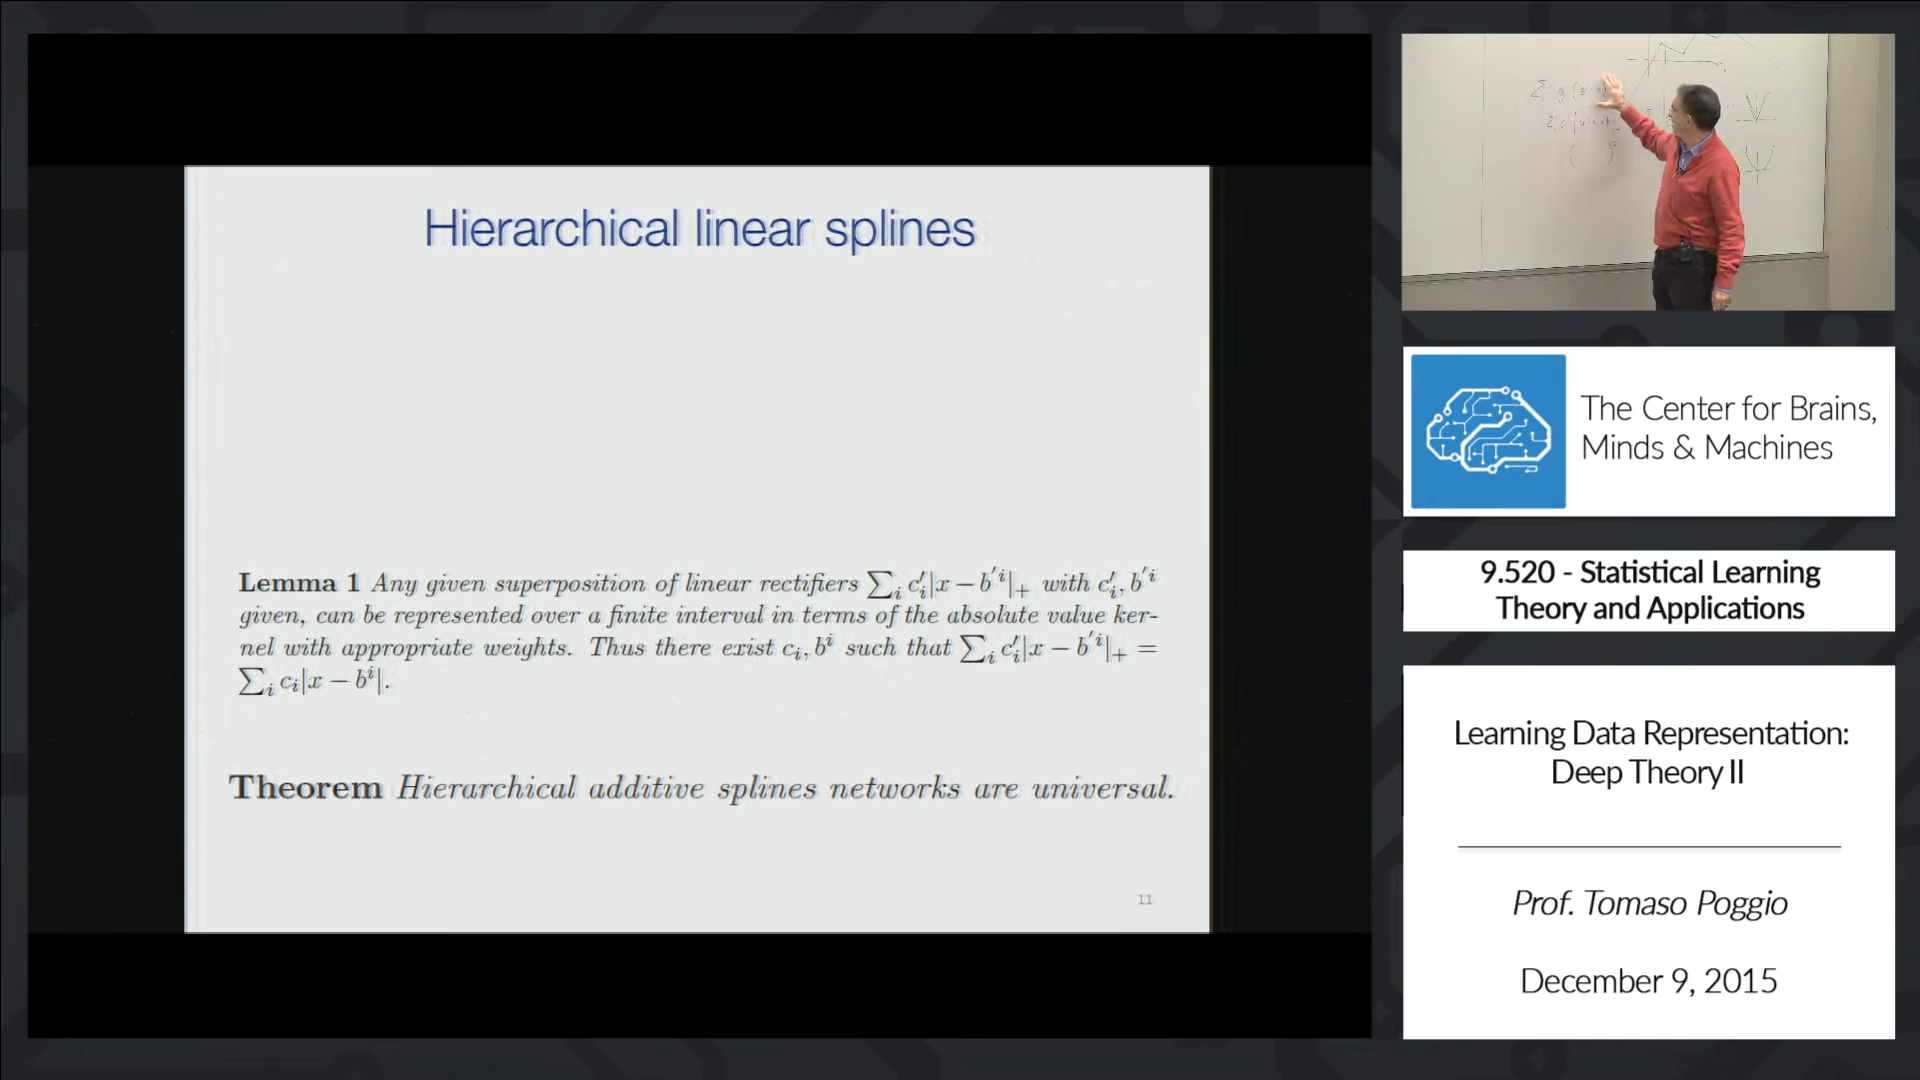 Hierarchical linear splines
Lemma 1 Any given superposition of linear rectifiers ∑ᵢ c′ᵢ|x − b′ⁱ|₊ with c′ᵢ, b′ⁱ
given, can be represented over a finite interval in terms of the absolute value ker-
nel with appropriate weights. Thus there exist cᵢ, bⁱ such that ∑ᵢ c′ᵢ|x − b′ⁱ|₊ =
∑ᵢ cᵢ|x − bⁱ|.
Theorem Hierarchical additive splines networks are universal.
11
The Center for Brains,
Minds & Machines
9.520 - Statistical Learning
Theory and Applications
Learning Data Representation:
Deep Theory II
Prof. Tomaso Poggio
December 9, 2015